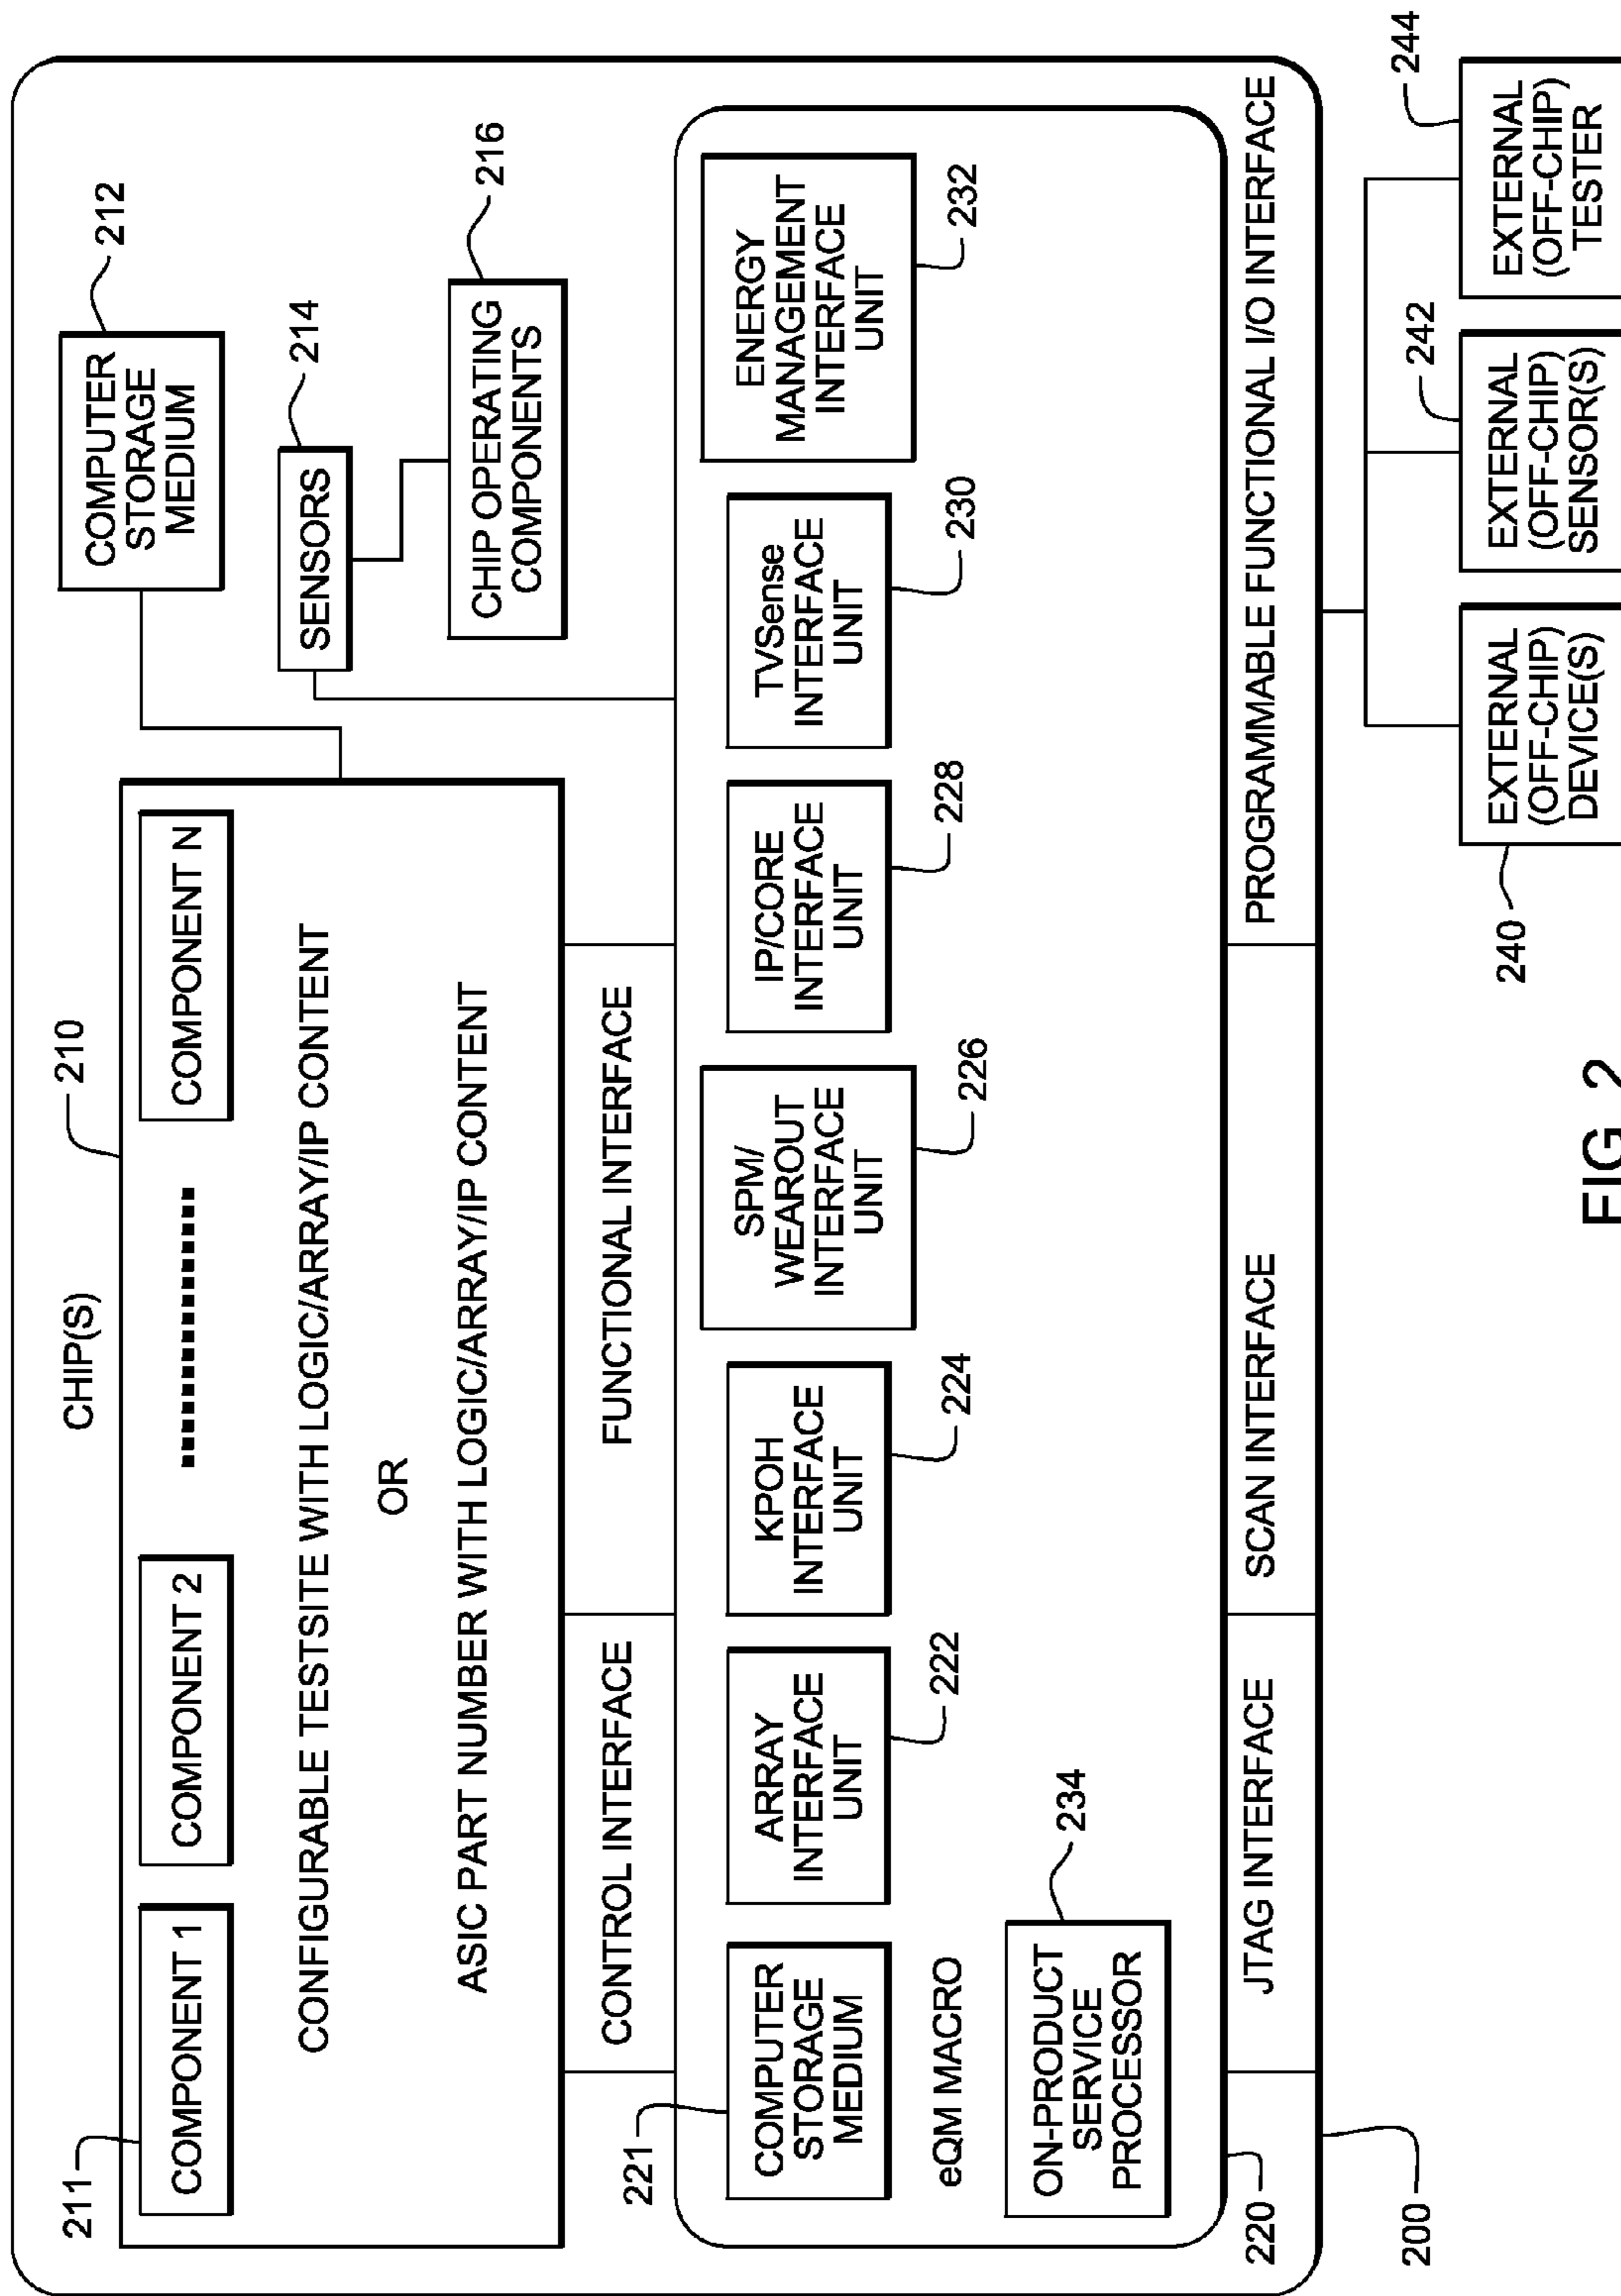 CHIP(S)
210
211
COMPONENT 1
COMPONENT 2
COMPONENT N
CONFIGURABLE TESTSITE WITH LOGIC/ARRAY/IP CONTENT
OR
ASIC PART NUMBER WITH LOGIC/ARRAY/IP CONTENT
COMPUTER
STORAGE
MEDIUM
212
SENSORS
214
CHIP OPERATING
COMPONENTS
216
CONTROL INTERFACE
FUNCTIONAL INTERFACE
221
COMPUTER
STORAGE
MEDIUM
ARRAY
INTERFACE
UNIT
222
KPOH
INTERFACE
UNIT
224
SPM/
WEAROUT
INTERFACE
UNIT
226
IP/CORE
INTERFACE
UNIT
228
TVSense
INTERFACE
UNIT
230
ENERGY
MANAGEMENT
INTERFACE
UNIT
232
eQM MACRO
ON-PRODUCT
SERVICE
PROCESSOR
234
220
JTAG INTERFACE
SCAN INTERFACE
PROGRAMMABLE FUNCTIONAL I/O INTERFACE
200
240
EXTERNAL
(OFF-CHIP)
DEVICE(S)
242
EXTERNAL
(OFF-CHIP)
SENSOR(S)
244
EXTERNAL
(OFF-CHIP)
TESTER
FIG. 2